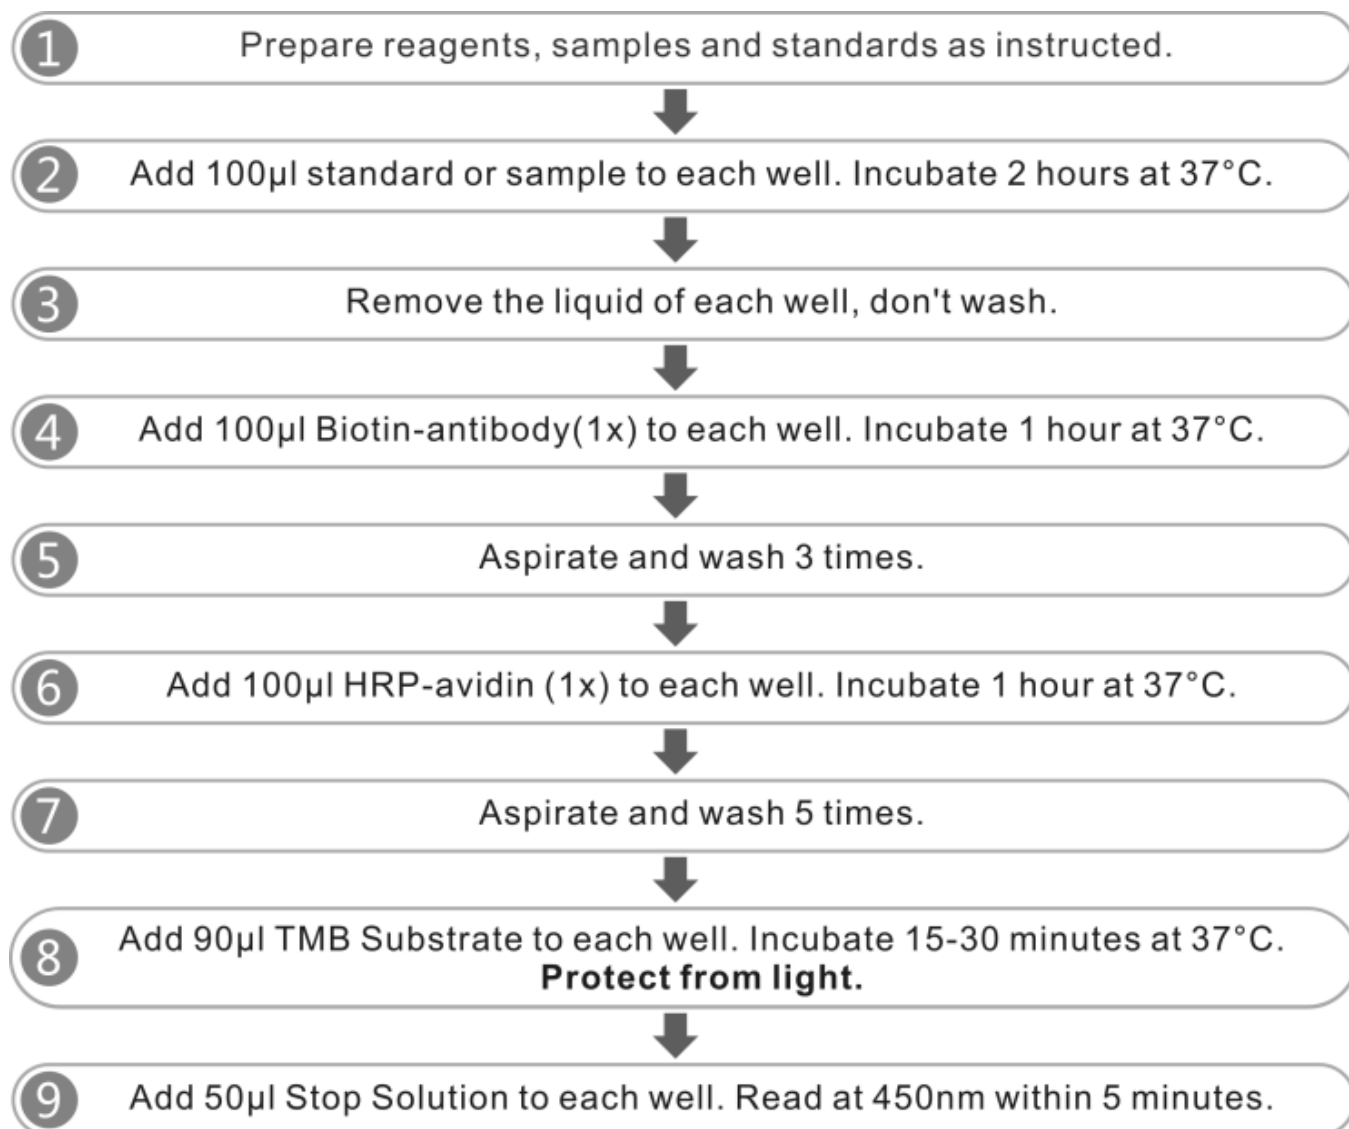 1 Prepare reagents, samples and standards as instructed.
2 Add 100µl standard or sample to each well. Incubate 2 hours at 37°C.
3 Remove the liquid of each well, don't wash.
4 Add 100µl Biotin-antibody(1x) to each well. Incubate 1 hour at 37°C.
5 Aspirate and wash 3 times.
6 Add 100µl HRP-avidin (1x) to each well. Incubate 1 hour at 37°C.
7 Aspirate and wash 5 times.
8 Add 90µl TMB Substrate to each well. Incubate 15-30 minutes at 37°C.
Protect from light.
9 Add 50µl Stop Solution to each well. Read at 450nm within 5 minutes.